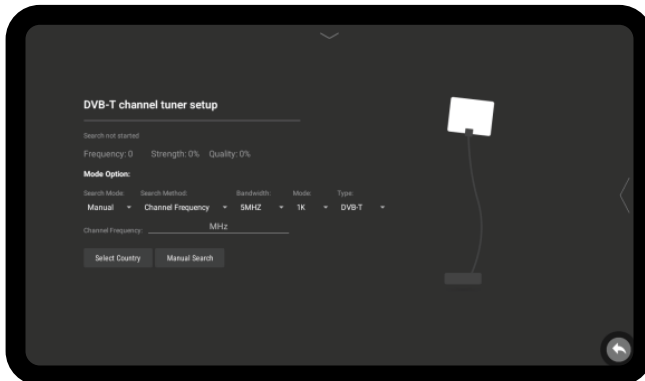 DVB-T channel tuner setup
Search not started
Frequency: 0 Strength: 0% Quality: 0%
Mode Option:
Search Mode: Search Method: Bandwidth: Mode: Type:
Manual Channel Frequency 5MHZ 1K DVB-T
Channel Frequency: MHz
Select Country Manual Search